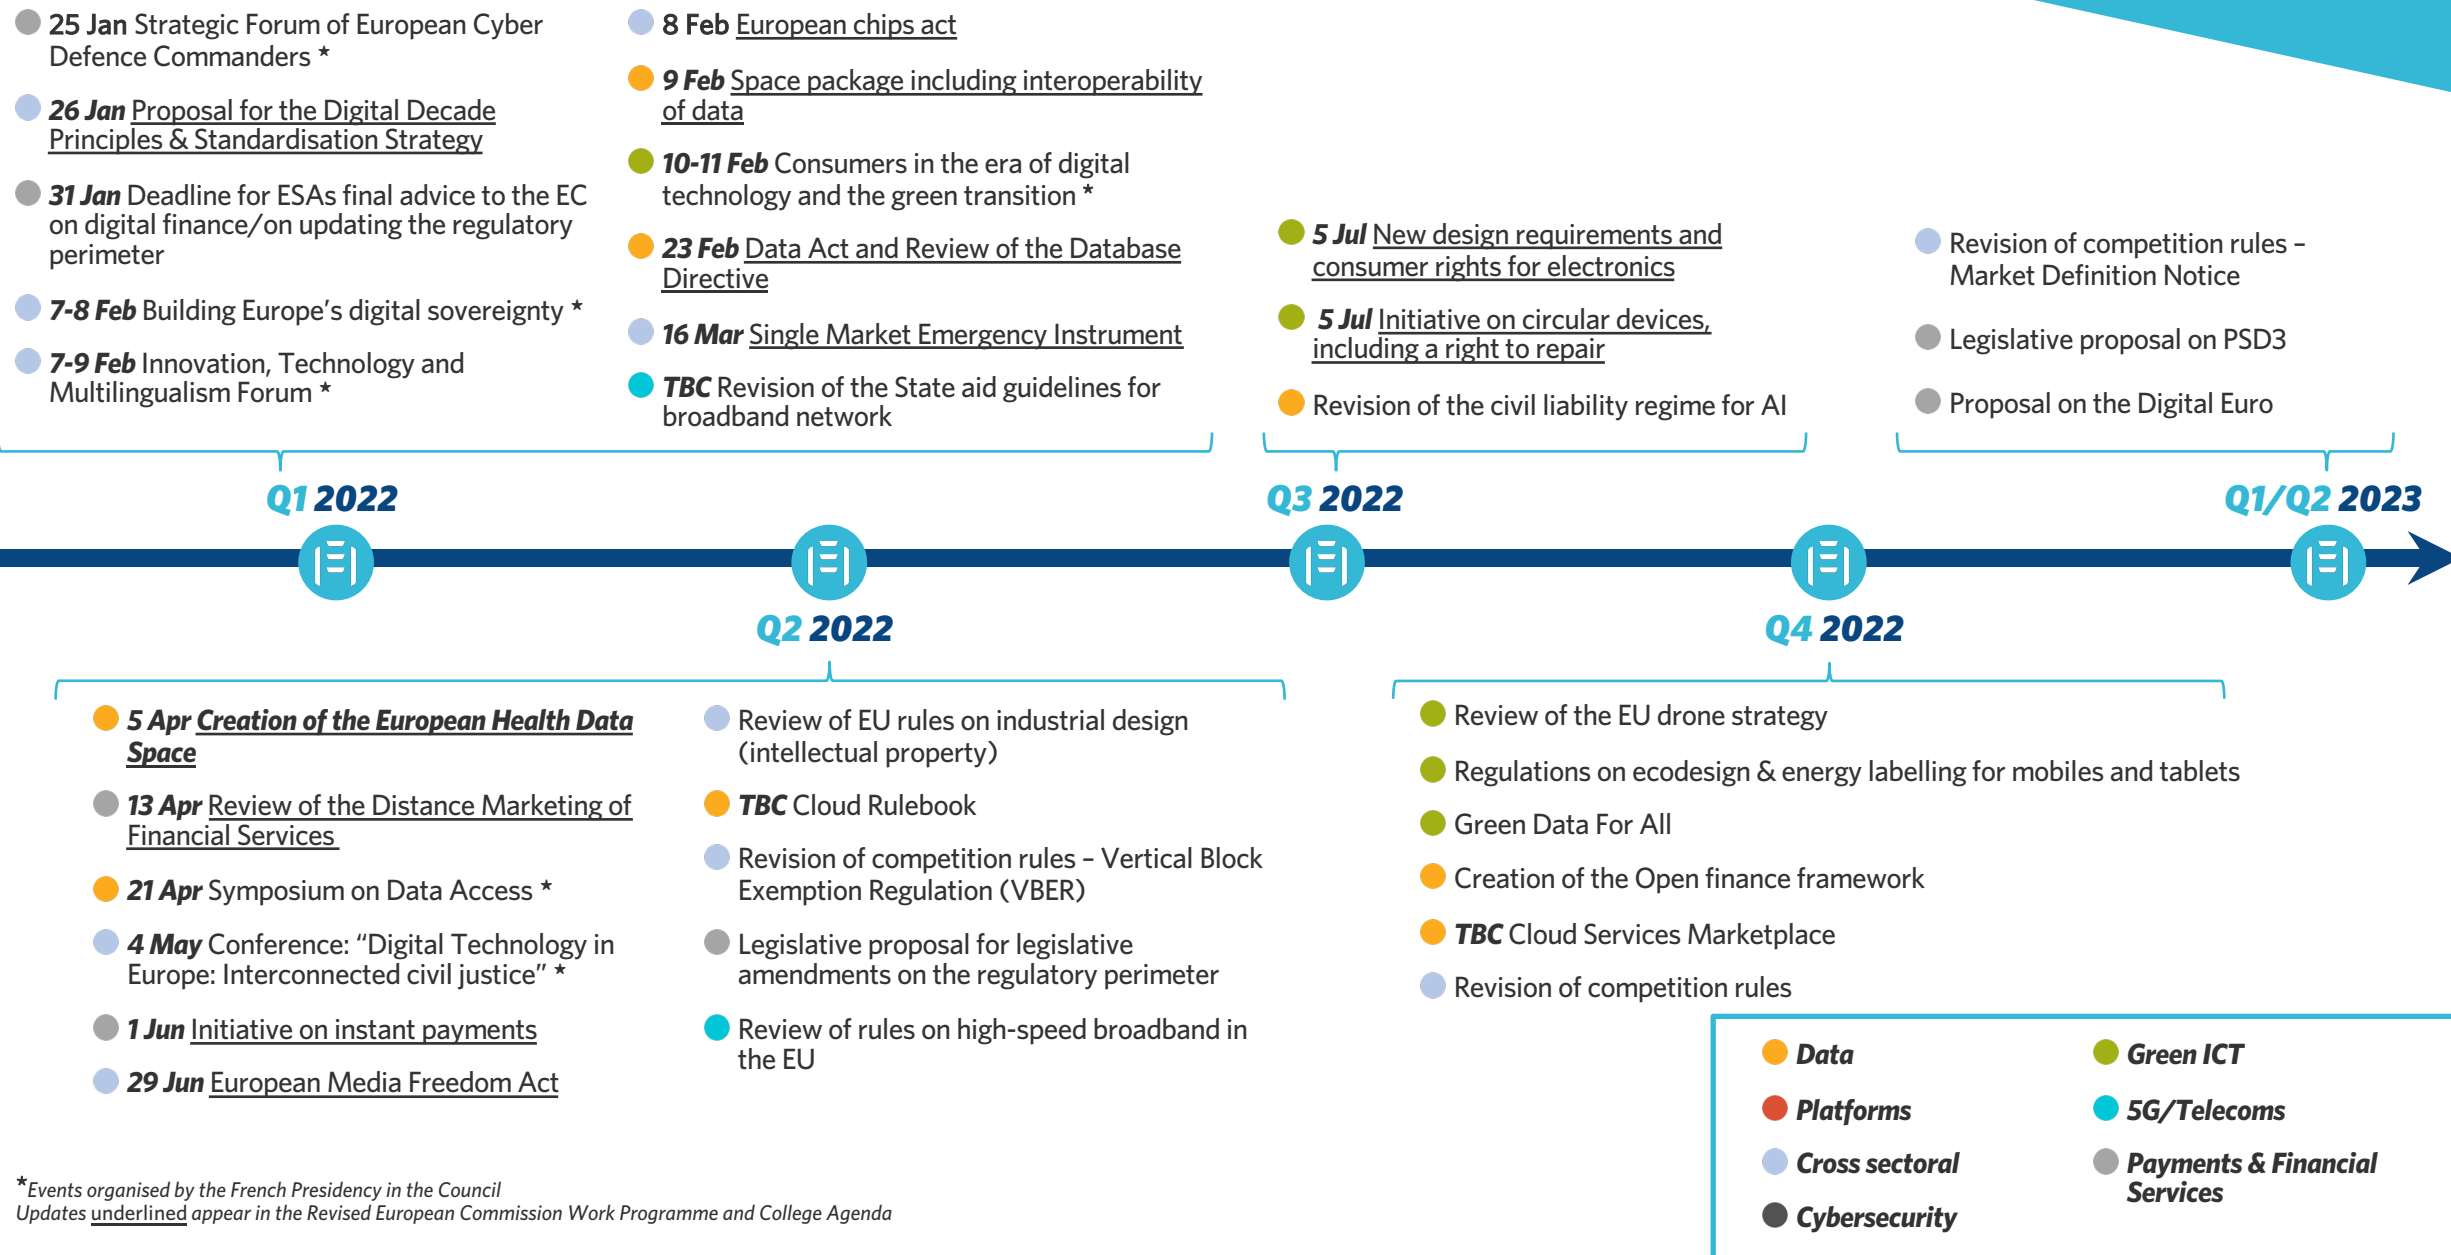 25 Jan Strategic Forum of European Cyber
Defence Commanders ★
26 Jan Proposal for the Digital Decade
Principles & Standardisation Strategy
31 Jan Deadline for ESAs final advice to the EC
on digital finance/on updating the regulatory
perimeter
7-8 Feb Building Europe's digital sovereignty ★
7-9 Feb Innovation, Technology and
Multilingualism Forum ★
8 Feb European chips act
9 Feb Space package including interoperability
of data
10-11 Feb Consumers in the era of digital
technology and the green transition ★
23 Feb Data Act and Review of the Database
Directive
16 Mar Single Market Emergency Instrument
TBC Revision of the State aid guidelines for
broadband network
5 Jul New design requirements and
consumer rights for electronics
5 Jul Initiative on circular devices,
including a right to repair
Revision of the civil liability regime for AI
Revision of competition rules –
Market Definition Notice
Legislative proposal on PSD3
Proposal on the Digital Euro
Q1 2022
Q3 2022
Q1/Q2 2023
Q2 2022
Q4 2022
5 Apr Creation of the European Health Data
Space
13 Apr Review of the Distance Marketing of
Financial Services
21 Apr Symposium on Data Access ★
4 May Conference: “Digital Technology in
Europe: Interconnected civil justice” ★
1 Jun Initiative on instant payments
29 Jun European Media Freedom Act
Review of EU rules on industrial design
(intellectual property)
TBC Cloud Rulebook
Revision of competition rules – Vertical Block
Exemption Regulation (VBER)
Legislative proposal for legislative
amendments on the regulatory perimeter
Review of rules on high-speed broadband in
the EU
Review of the EU drone strategy
Regulations on ecodesign & energy labelling for mobiles and tablets
Green Data For All
Creation of the Open finance framework
TBC Cloud Services Marketplace
Revision of competition rules
Data
Platforms
Cross sectoral
Cybersecurity
Green ICT
5G/Telecoms
Payments & Financial
Services
★Events organised by the French Presidency in the Council
Updates underlined appear in the Revised European Commission Work Programme and College Agenda